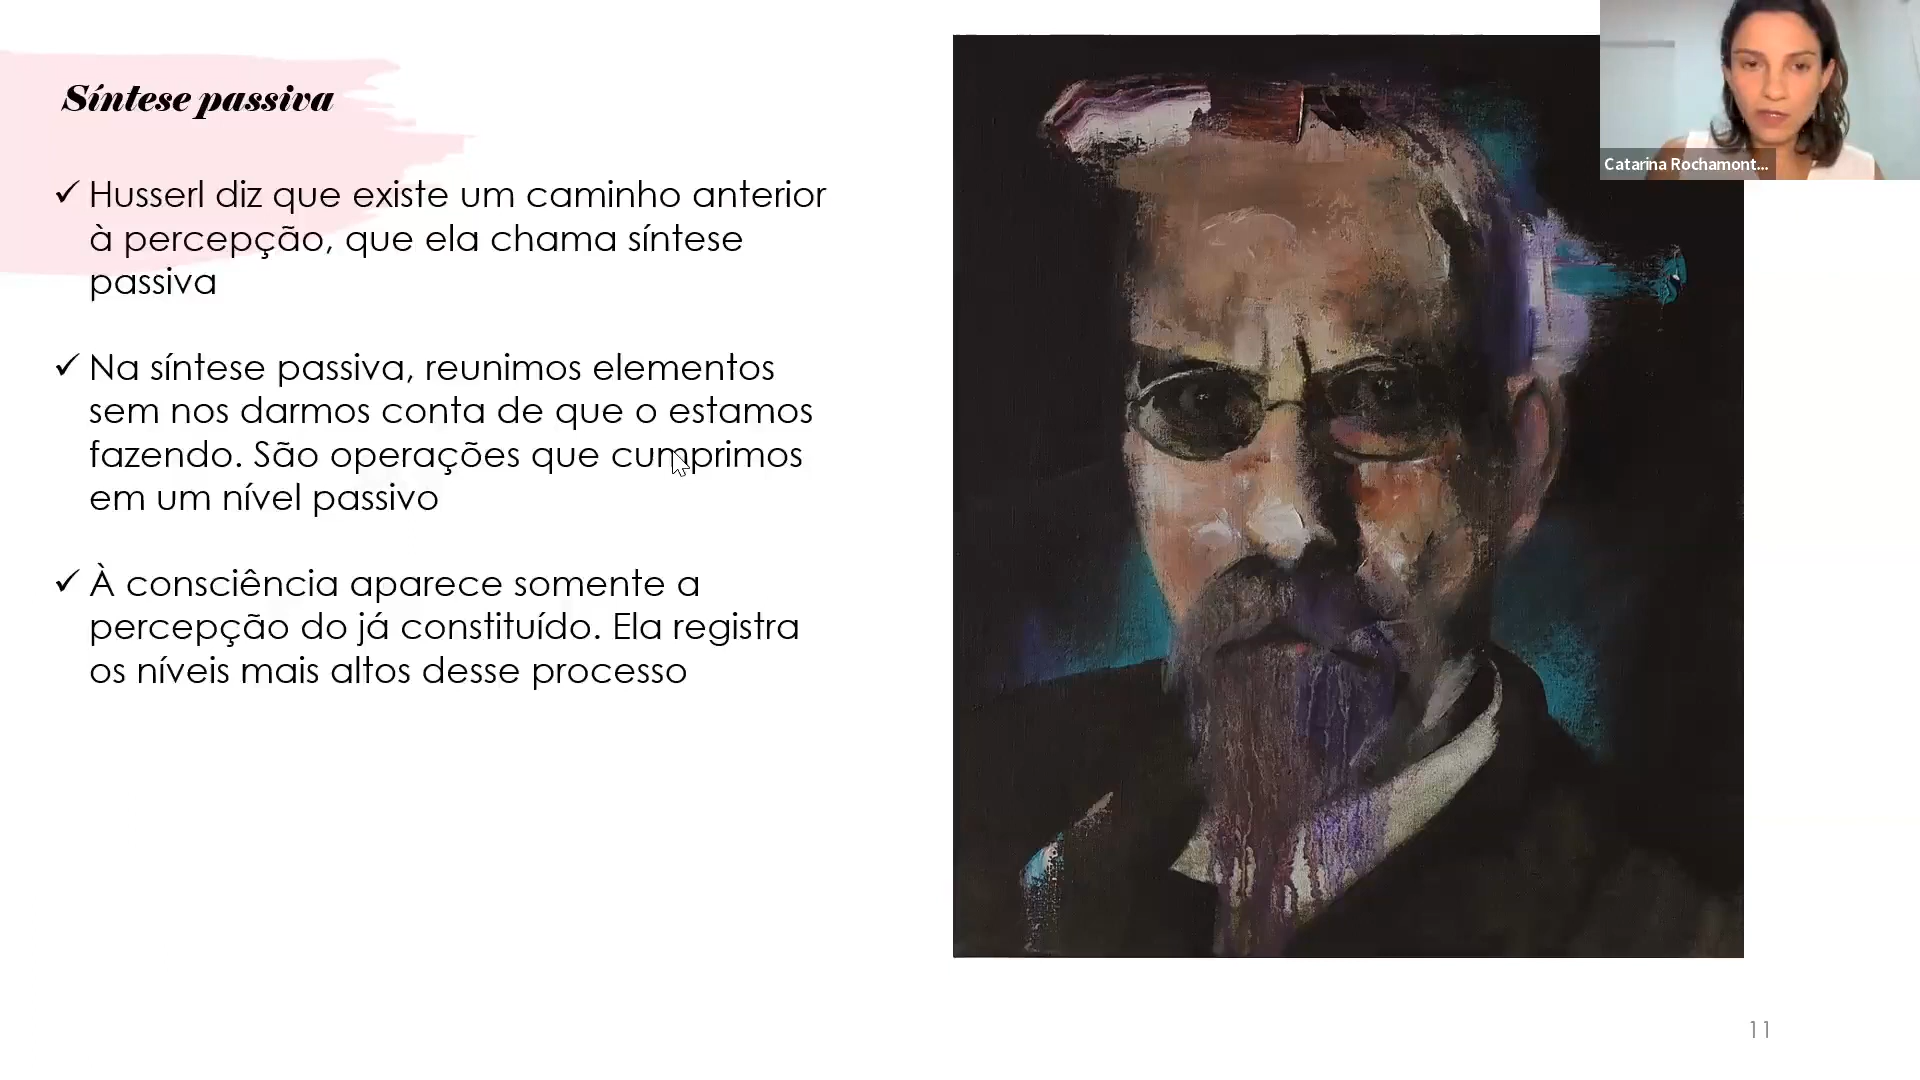 Síntese passiva
Husserl diz que existe um caminho anterior
à percepção, que ela chama síntese
passiva
Na síntese passiva, reunimos elementos
sem nos darmos conta de que o estamos
fazendo. São operações que cumprimos
em um nível passivo
À consciência aparece somente a
percepção do já constituído. Ela registra
os níveis mais altos desse processo
Catarina Rochamont...
11